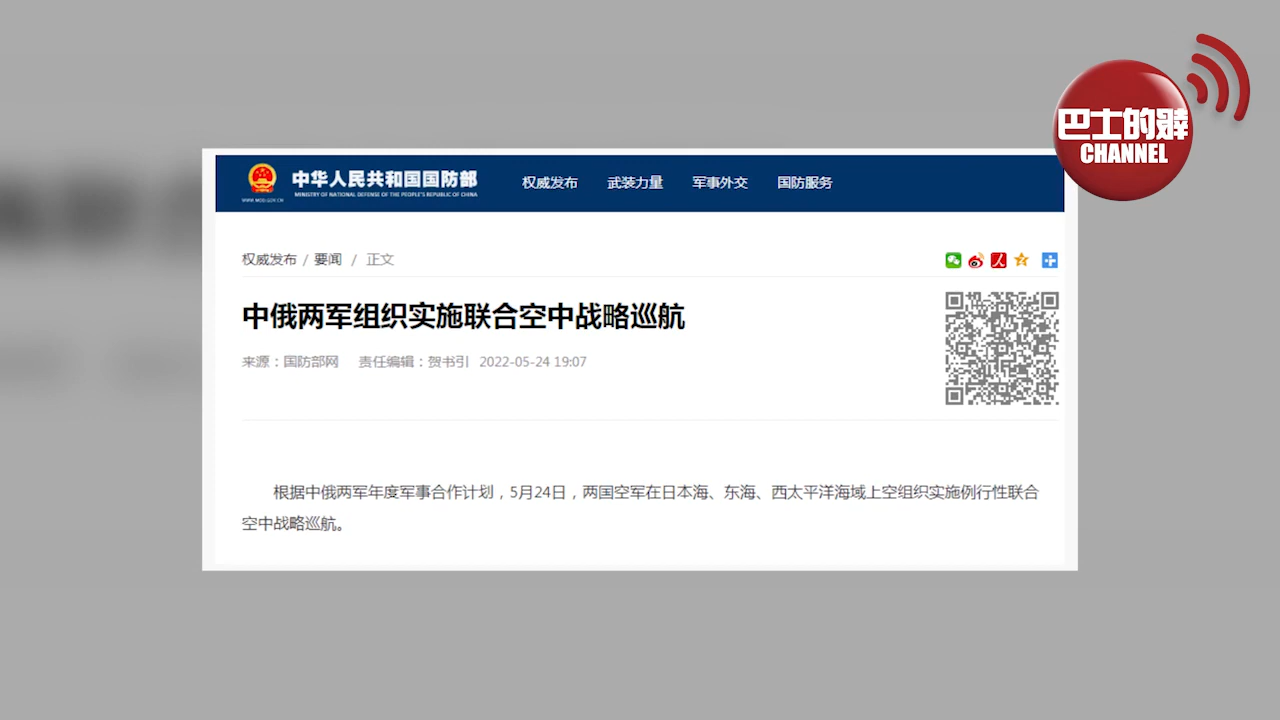 巴士的報
CHANNEL
中华人民共和国国防部
MINISTRY OF NATIONAL DEFENSE OF THE PEOPLE'S REPUBLIC OF CHINA
WWW.MOD.GOV.CN
权威发布 武装力量 军事外交 国防服务
权威发布 / 要闻 / 正文
中俄两军组织实施联合空中战略巡航
来源：国防部网 责任编辑：贺书引 2022-05-24 19:07
根据中俄两军年度军事合作计划，5月24日，两国空军在日本海、东海、西太平洋海域上空组织实施例行性联合
空中战略巡航。